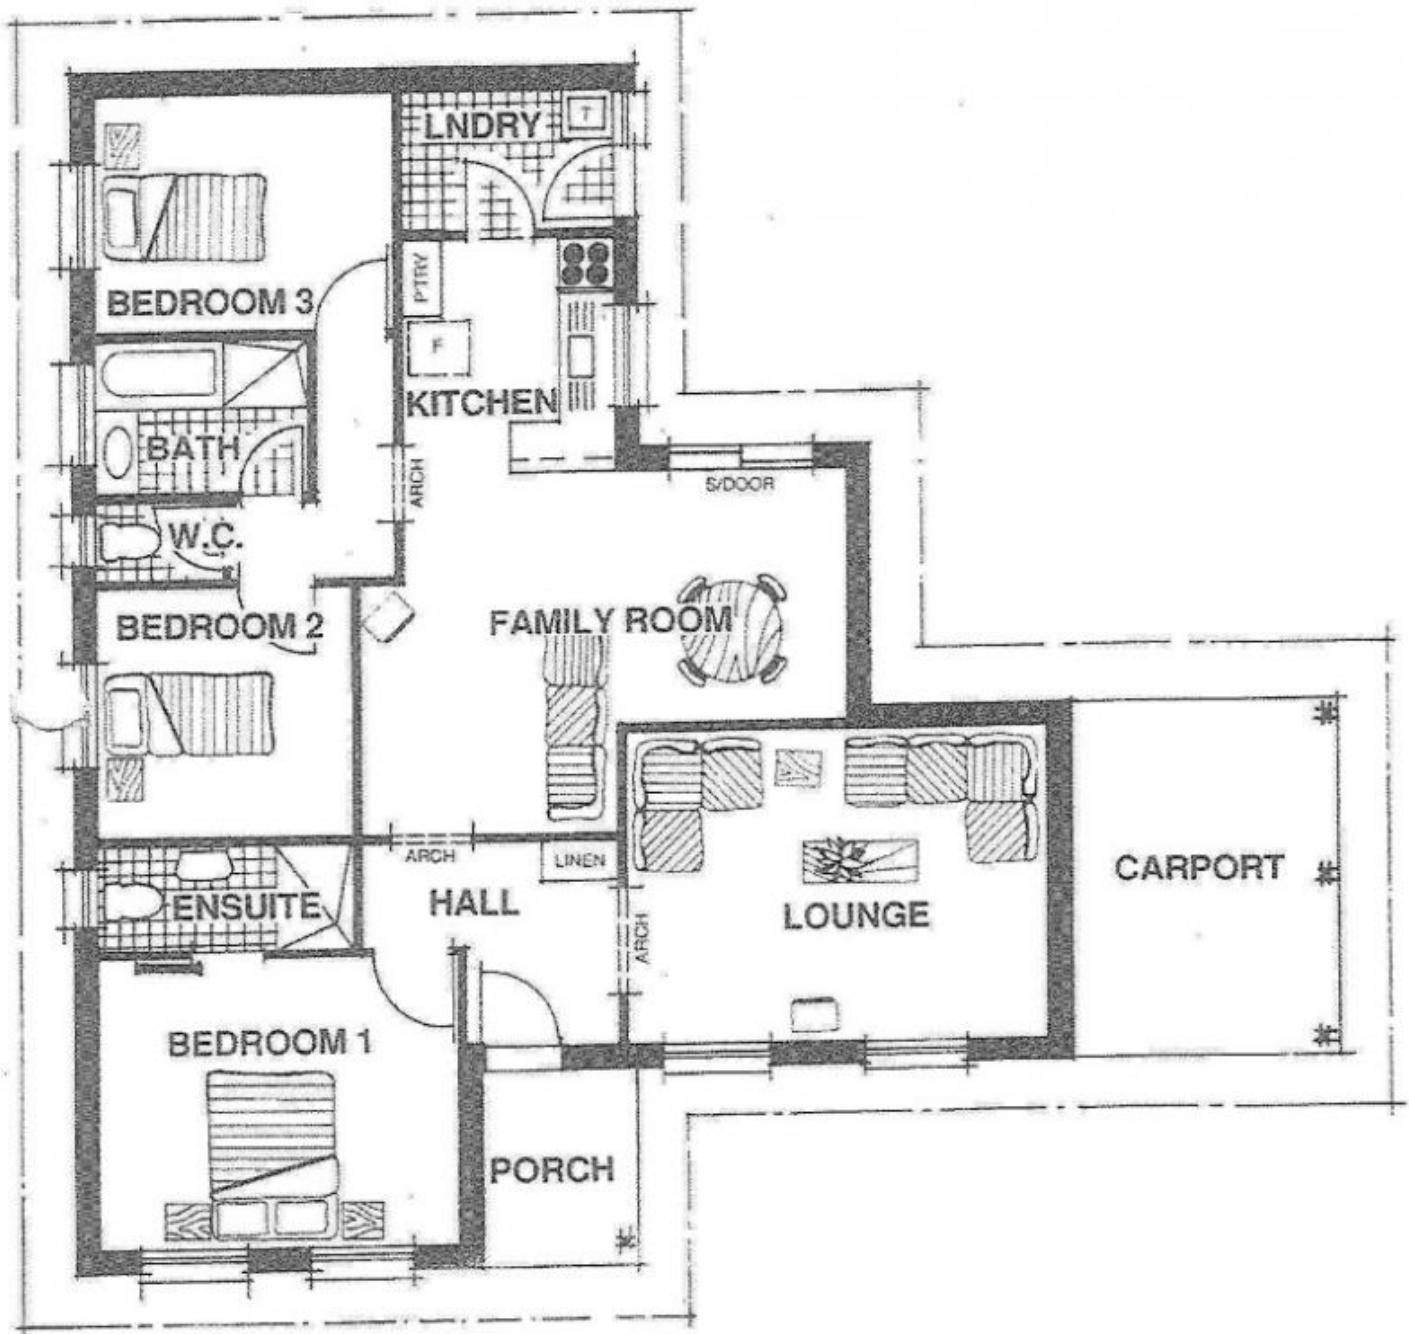 LNDRY
T
BEDROOM 3
PTRY
F
KITCHEN
BATH
ARCH
S/DOOR
W.C.
BEDROOM 2
FAMILY ROOM
ARCH
LINEN
CARPORT
ENSUITE
HALL
LOUNGE
ARCH
BEDROOM 1
PORCH